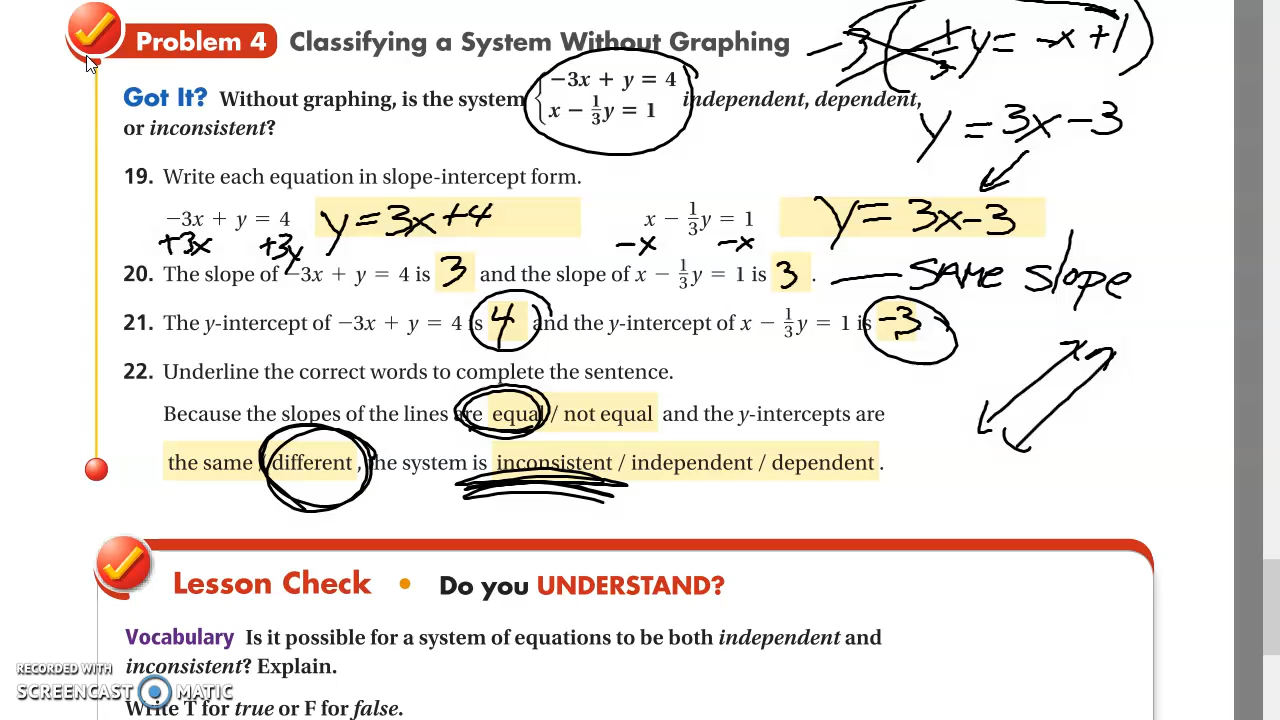 Problem 4 Classifying a System Without Graphing
-3 (-1/3y = -x +1)
Got It? Without graphing, is the system { −3x + y = 4
x − 1/3y = 1 independent, dependent,
or inconsistent?
y = 3x -3
19. Write each equation in slope-intercept form.
−3x + y = 4 y = 3x+4 x − 1/3y = 1 y = 3x-3
+3x +3y -x -x
20. The slope of −3x + y = 4 is 3 and the slope of x − 1/3y = 1 is 3 . — SAME slope
21. The y-intercept of −3x + y = 4 is 4 and the y-intercept of x − 1/3y = 1 is -3
22. Underline the correct words to complete the sentence.
Because the slopes of the lines are equal / not equal and the y-intercepts are
the same / different , the system is inconsistent / independent / dependent .
Lesson Check • Do you UNDERSTAND?
Vocabulary Is it possible for a system of equations to be both independent and
inconsistent? Explain.
Write T for true or F for false.
RECORDED WITH
SCREENCAST MATIC